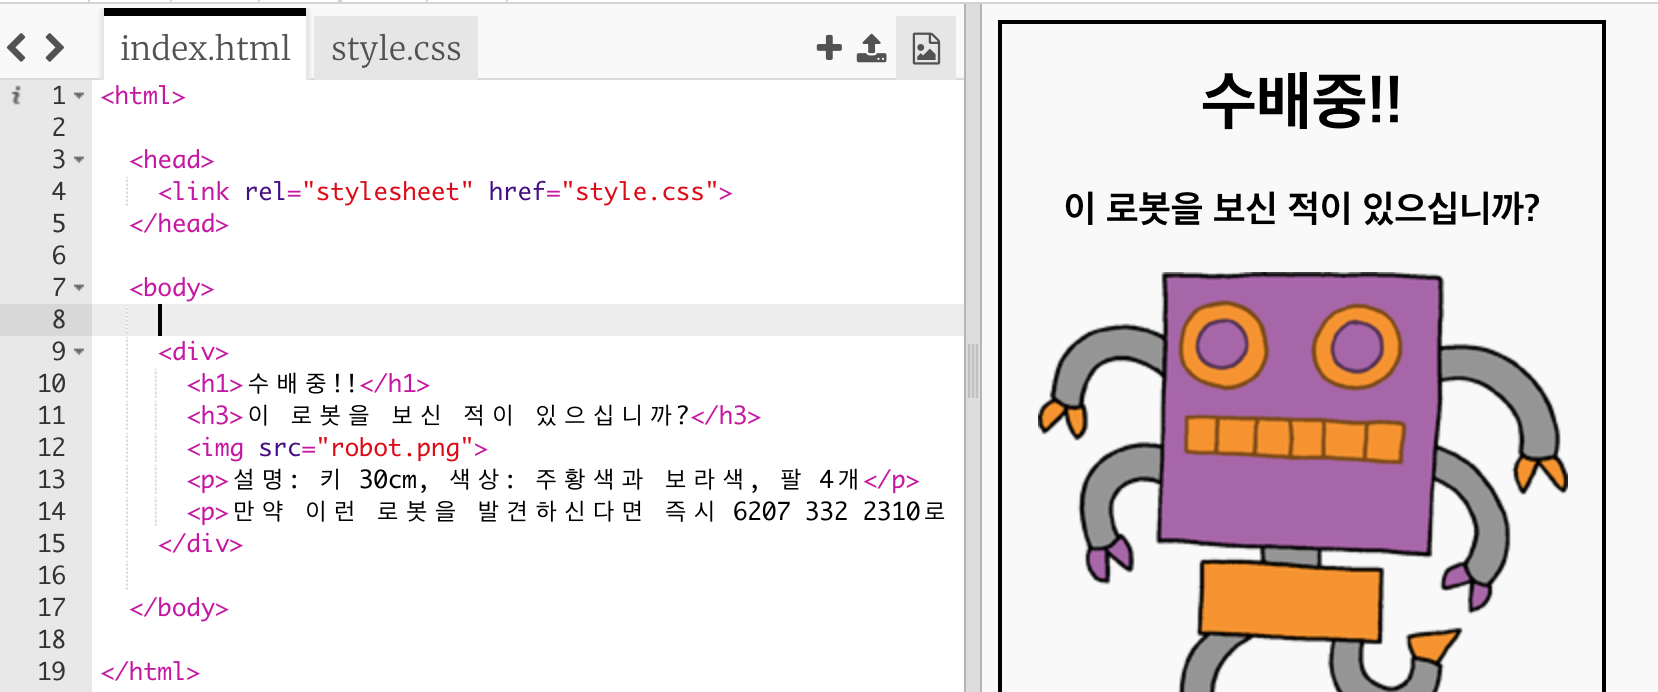 index.html style.css
i 1 <html>
2
3 <head>
4 <link rel="stylesheet" href="style.css">
5 </head>
6
7 <body>
8
9 <div>
10 <h1>수배중!!</h1>
11 <h3>이 로봇을 보신 적이 있으십니까?</h3>
12 <img src="robot.png">
13 <p>설명: 키 30cm, 색상: 주황색과 보라색, 팔 4개</p>
14 <p>만약 이런 로봇을 발견하신다면 즉시 6207 332 2310로
15 </div>
16
17 </body>
18
19 </html>
수배중!!
이 로봇을 보신 적이 있으십니까?